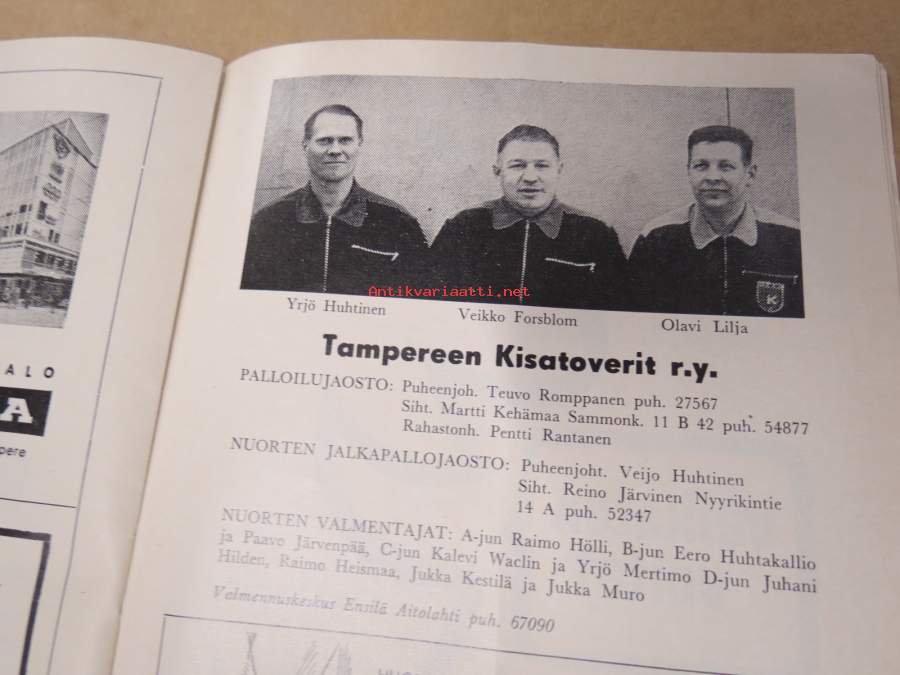 ALO
A
pere
Antikvariaatti.net
K
Yrjö Huhtinen
Veikko Forsblom
Olavi Lilja
Tampereen Kisatoverit r.y.
PALLOILUJAOSTO: Puheenjoh. Teuvo Romppanen puh. 27567
Siht. Martti Kehämaa Sammonk. 11 B 42 puh. 54877
Rahastonh. Pentti Rantanen
NUORTEN JALKAPALLOJAOSTO: Puheenjoht. Veijo Huhtinen
Siht. Reino Järvinen Nyyrikintie
14 A puh. 52347
NUORTEN VALMENTAJAT: A-jun Raimo Hölli, B-jun Eero Huhtakallio
ja Paavo Järvenpää, C-jun Kalevi Waclin ja Yrjö Mertimo D-jun Juhani
Hilden, Raimo Heismaa, Jukka Kestilä ja Jukka Muro
Valmennuskeskus Ensilä Aitolahti puh. 67090